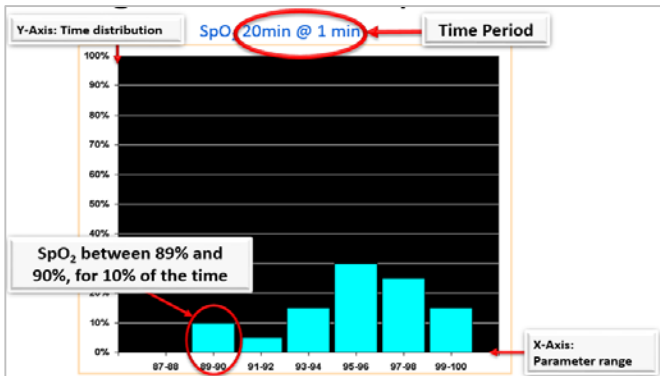 Y-Axis: Time distribution
SpO2 20min @ 1 min
Time Period
100%
90%
80%
70%
60%
50%
40%
SpO₂ between 89% and
90%, for 10% of the time
20%
10%
0%
87-88 89-90 91-92 93-94 95-96 97-98 99-100
X-Axis:
Parameter range